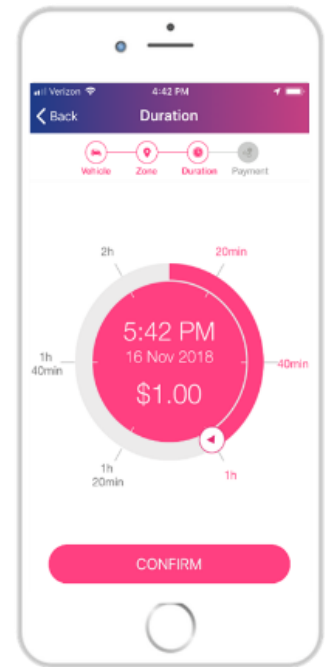 Verizon 4:42 PM
Back Duration
Vehicle Zone Duration Payment
2h 20min
5:42 PM
16 Nov 2018
$1.00
1h
40min
40min
1h
20min
1h
CONFIRM